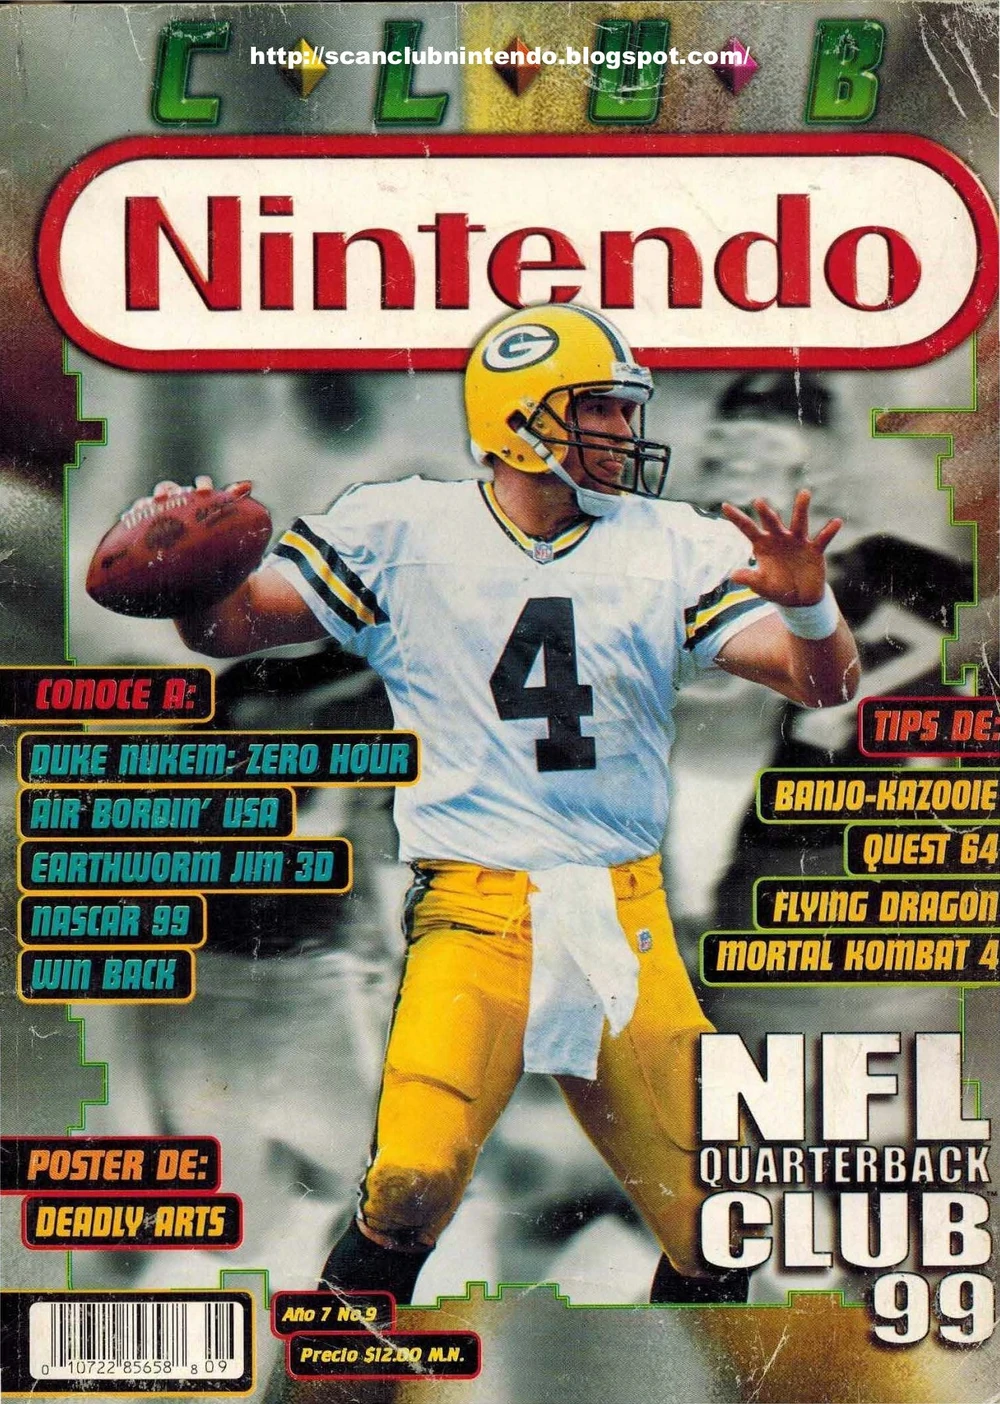 http://scanclubnintendo.blogspot.com/
CLUB
Nintendo
G
4
CONOCE A:
DUKE NUKEM: ZERO HOUR
AIR BORDIN' USA
EARTHWORM JIM 3D
NASCAR 99
WIN BACK
TIPS DE:
BANJO-KAZOOIE
QUEST 64
FLYING DRAGON
MORTAL KOMBAT 4
NFL
QUARTERBACK
CLUB
99
POSTER DE:
DEADLY ARTS
Año 7 No.9
Precio $12.00 M.N.
0 10722 85658 8 09